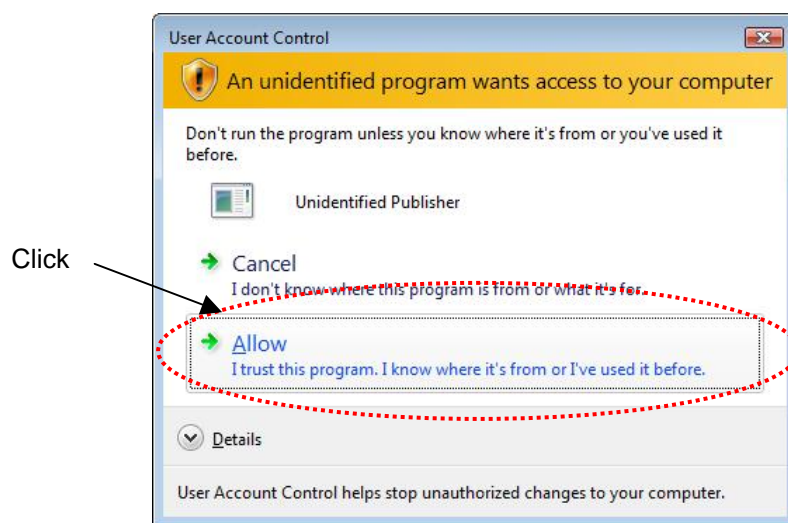 User Account Control
An unidentified program wants access to your computer
Don't run the program unless you know where it's from or you've used it
before.
Unidentified Publisher
Click
Cancel
I don't know where this program is from or what it's for.
Allow
I trust this program. I know where it's from or I've used it before.
Details
User Account Control helps stop unauthorized changes to your computer.